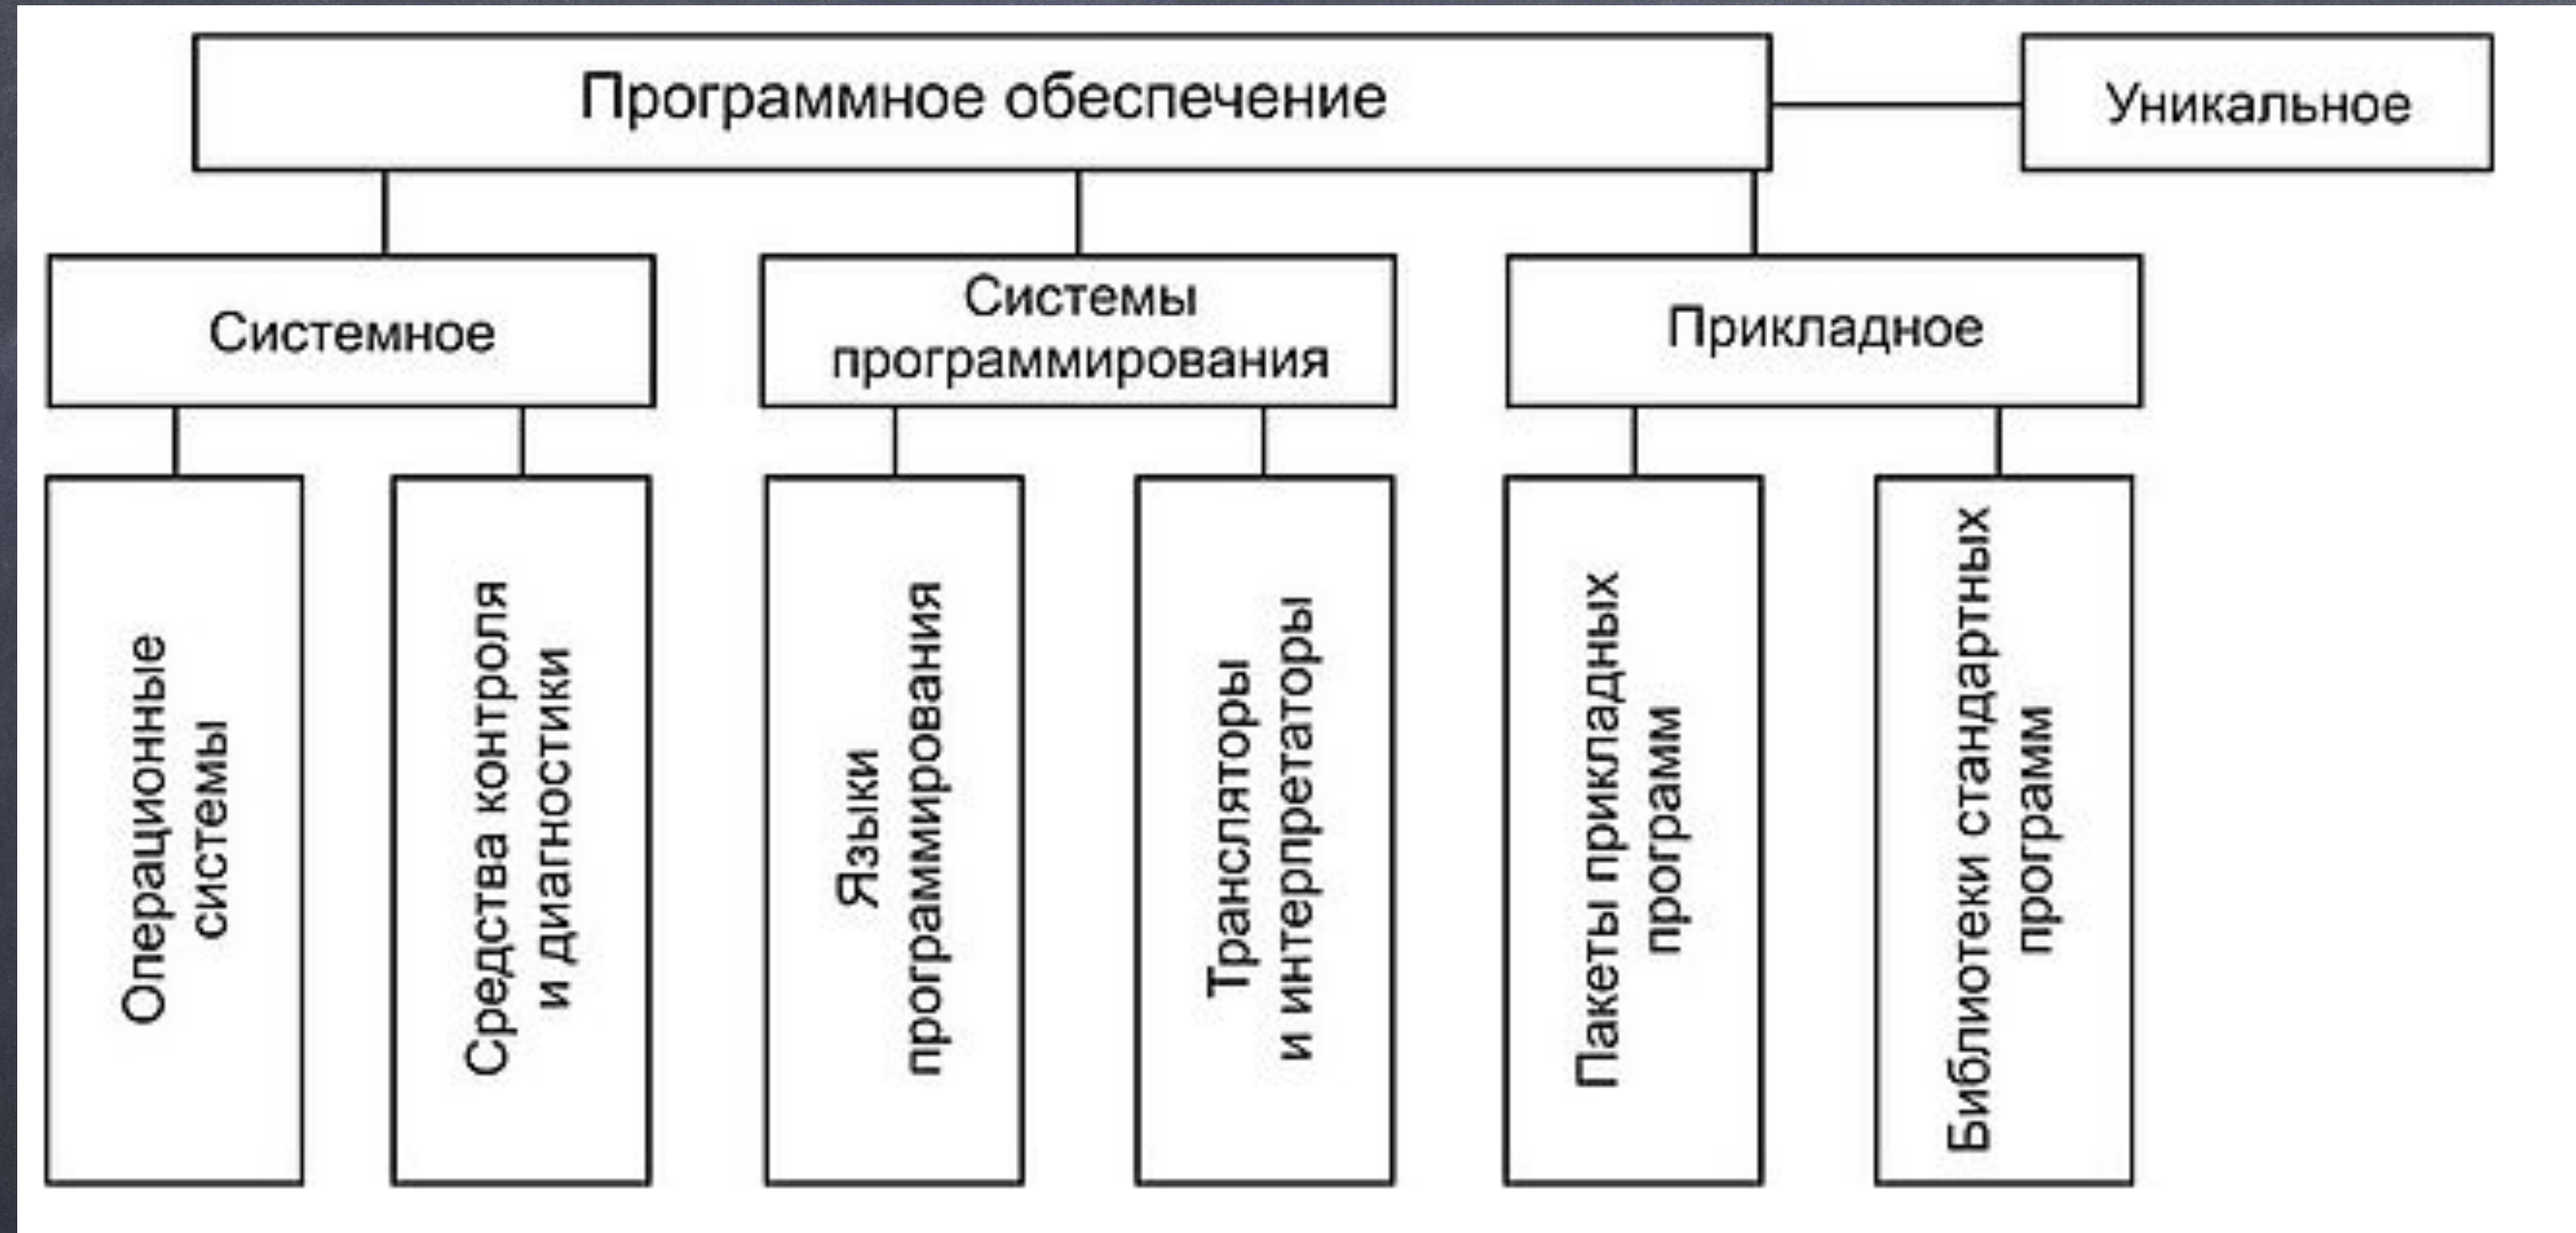 Программное обеспечение
Уникальное
Системное
Системы
программирования
Прикладное
Операционные
системы
Средства контроля
и диагностики
Языки
программирования
Трансляторы
и интерпретаторы
Пакеты прикладных
программ
Библиотеки стандартных
программ